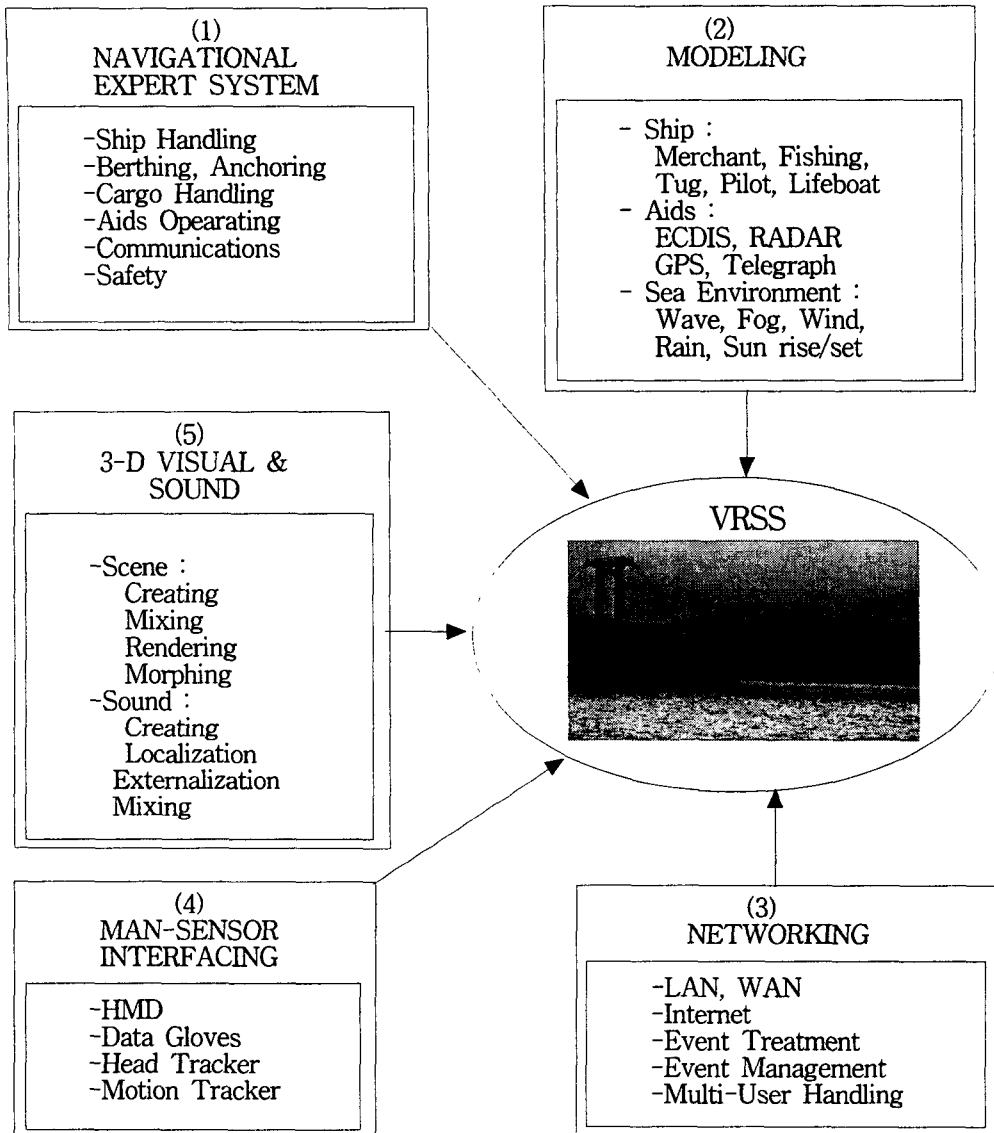 (1)
NAVIGATIONAL
EXPERT SYSTEM
-Ship Handling
-Berthing, Anchoring
-Cargo Handling
-Aids Opearating
-Communications
-Safety
(2)
MODELING
- Ship :
Merchant, Fishing,
Tug, Pilot, Lifeboat
- Aids :
ECDIS, RADAR
GPS, Telegraph
- Sea Environment :
Wave, Fog, Wind,
Rain, Sun rise/set
(5)
3-D VISUAL &
SOUND
-Scene :
Creating
Mixing
Rendering
Morphing
-Sound :
Creating
Localization
Externalization
Mixing
VRSS
(4)
MAN-SENSOR
INTERFACING
-HMD
-Data Gloves
-Head Tracker
-Motion Tracker
(3)
NETWORKING
-LAN, WAN
-Internet
-Event Treatment
-Event Management
-Multi-User Handling